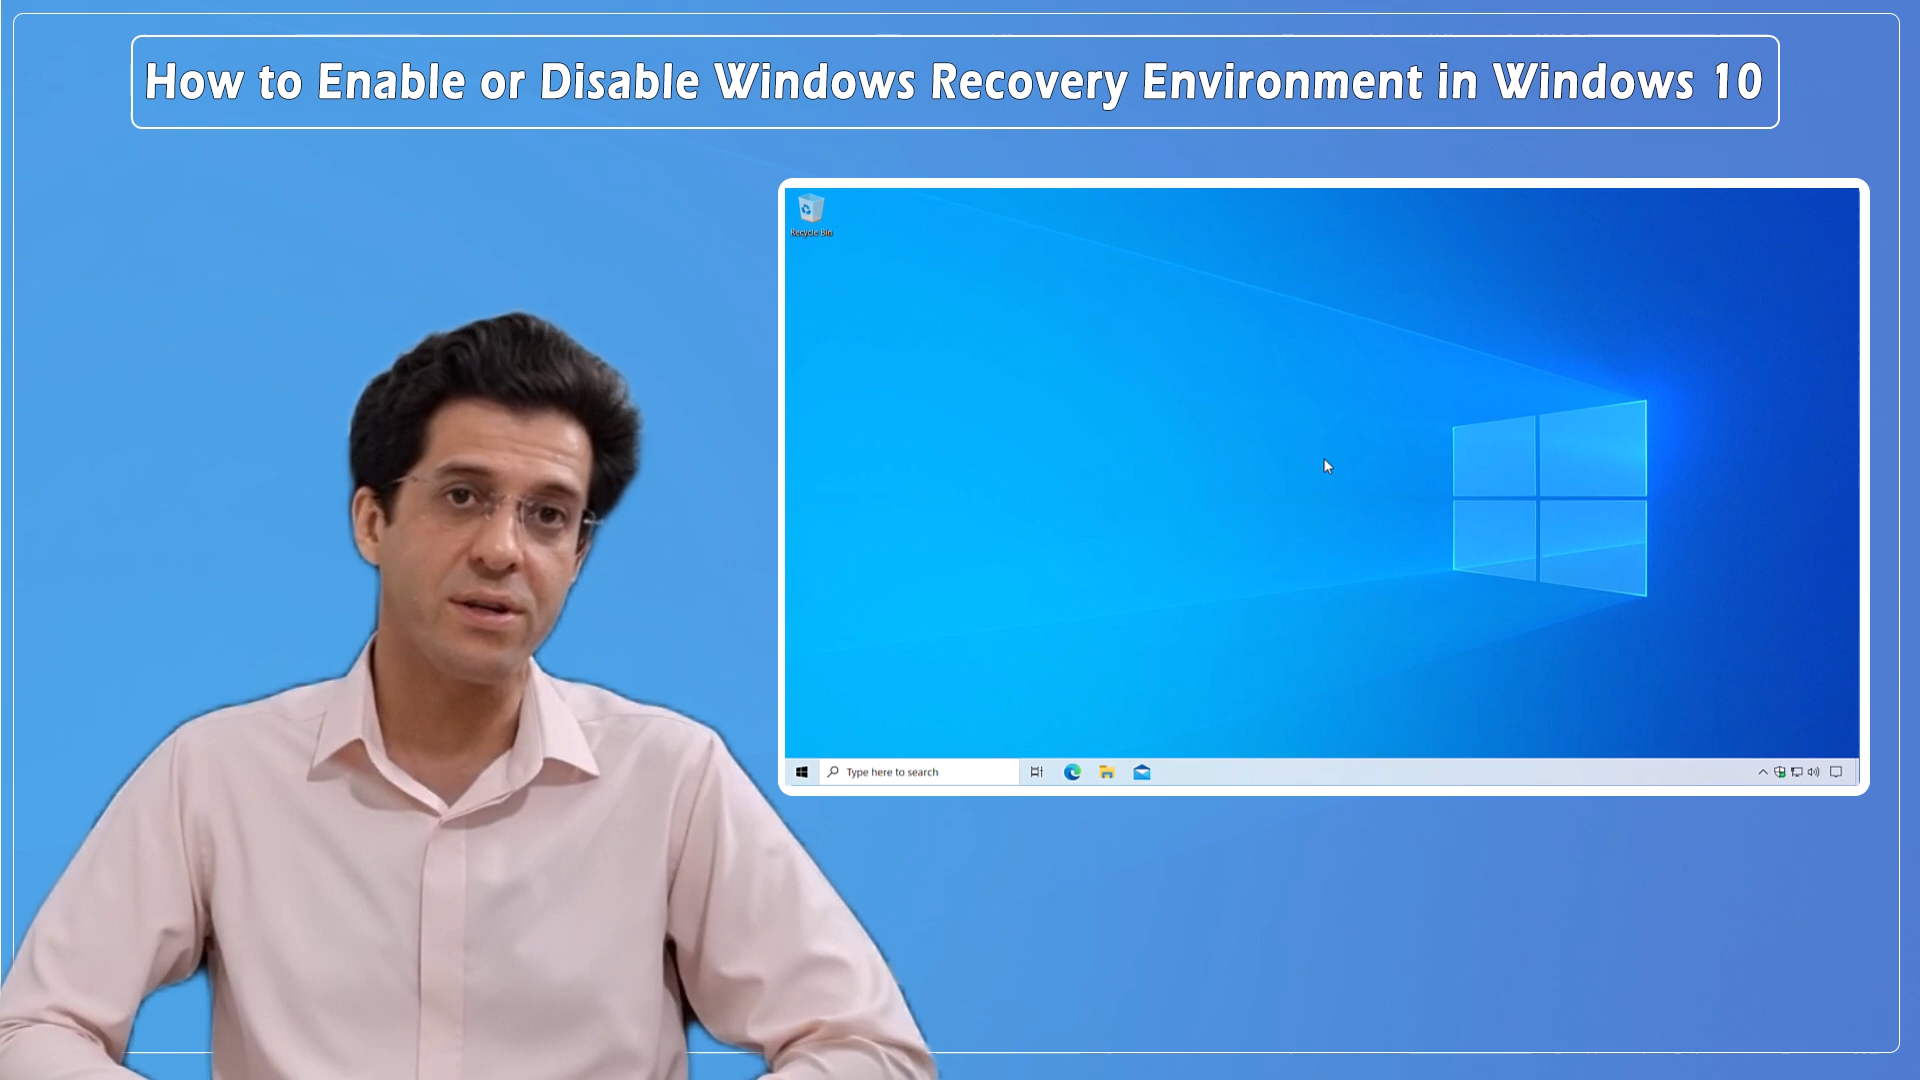 How to Enable or Disable Windows Recovery Environment in Windows 10
Recycle Bin
Type here to search